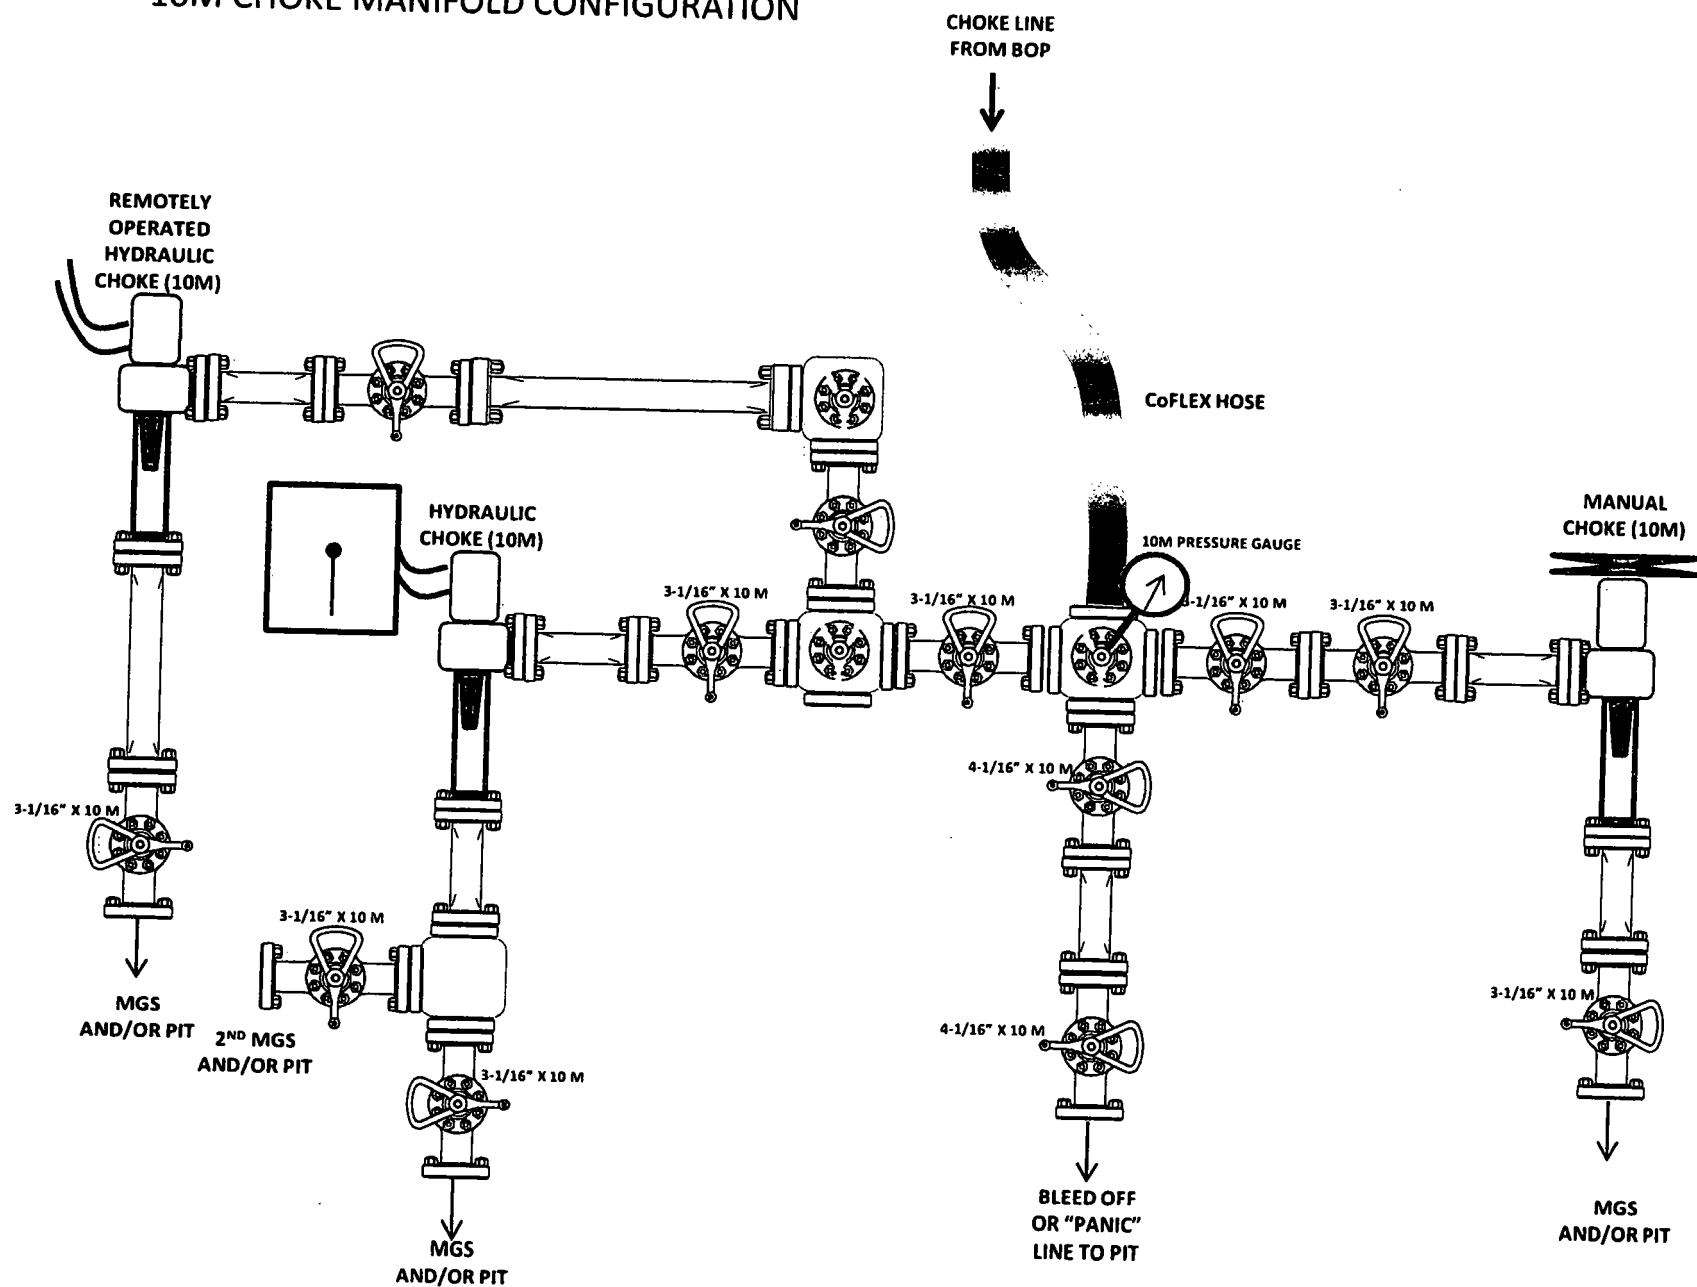 10M CHOKE MANIFOLD CONFIGURATION
CHOKE LINE
FROM BOP
REMOTELY
OPERATED
HYDRAULIC
CHOKE (10M)
CoFLEX HOSE
HYDRAULIC
CHOKE (10M)
MANUAL
CHOKE (10M)
10M PRESSURE GAUGE
3-1/16" X 10 M
3-1/16" X 10 M
3-1/16" X 10 M
3-1/16" X 10 M
4-1/16" X 10 M
3-1/16" X 10 M
3-1/16" X 10 M
MGS
AND/OR PIT
2ND MGS
AND/OR PIT
3-1/16" X 10 M
4-1/16" X 10 M
3-1/16" X 10 M
MGS
AND/OR PIT
BLEED OFF
OR "PANIC"
LINE TO PIT
MGS
AND/OR PIT